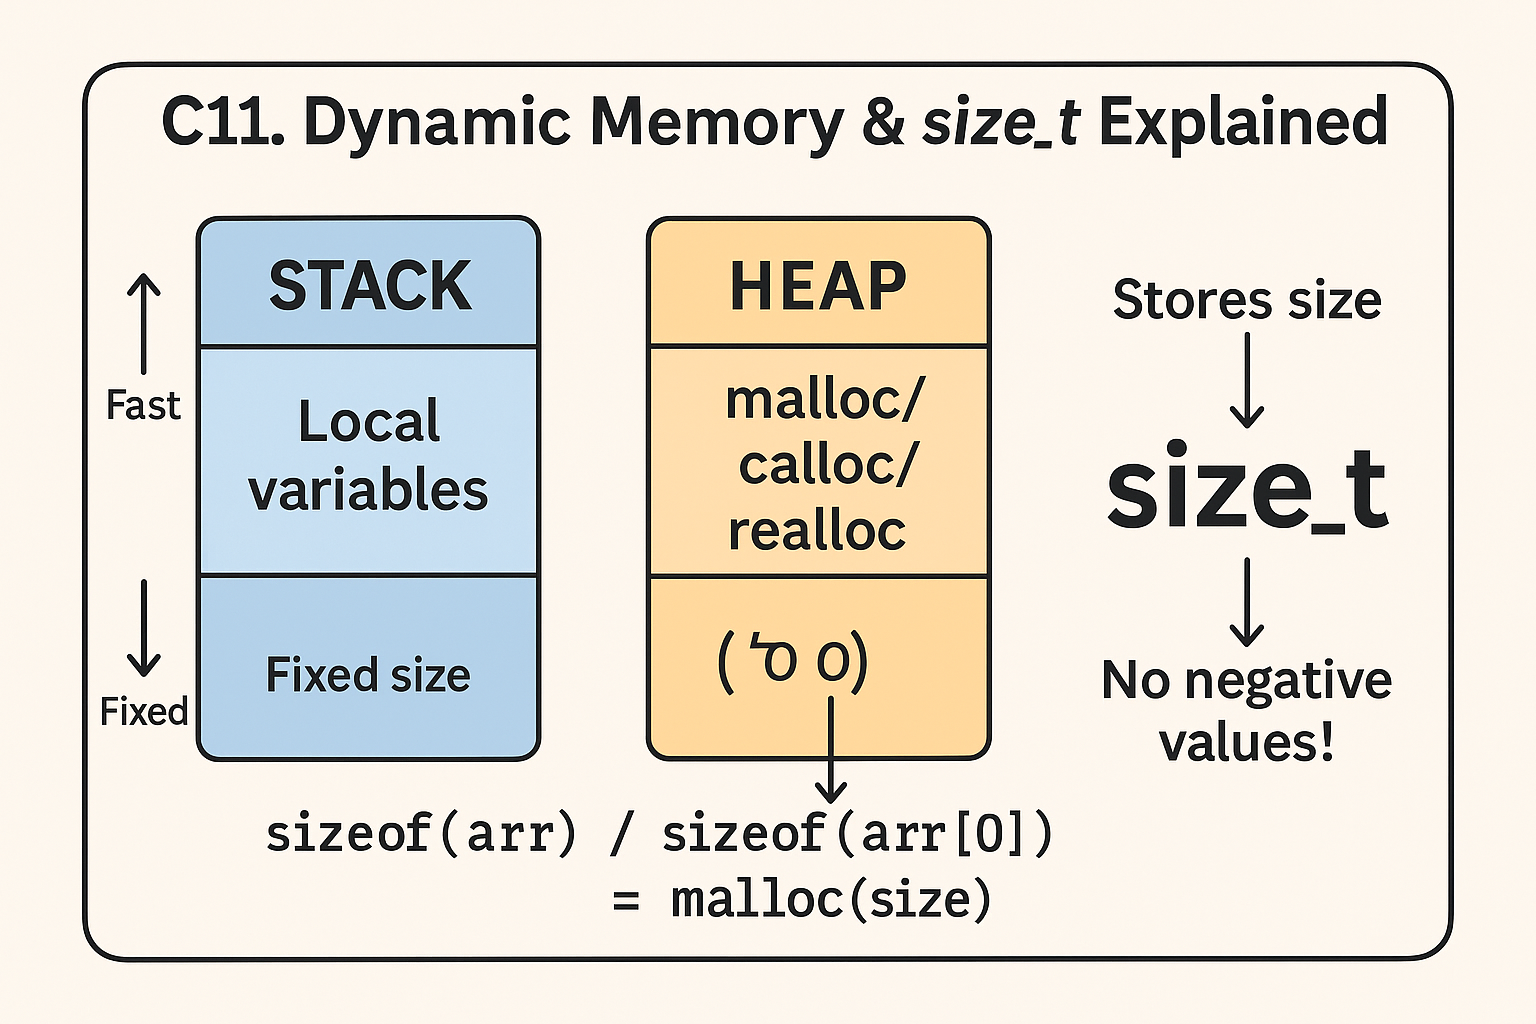 C11. Dynamic Memory & size_t Explained
STACK
Fast
Local
variables
Fixed size
Fixed
HEAP
malloc/
calloc/
realloc
Stores size
size_t
No negative
values!
sizeof(arr) / sizeof(arr[0])
= malloc(size)